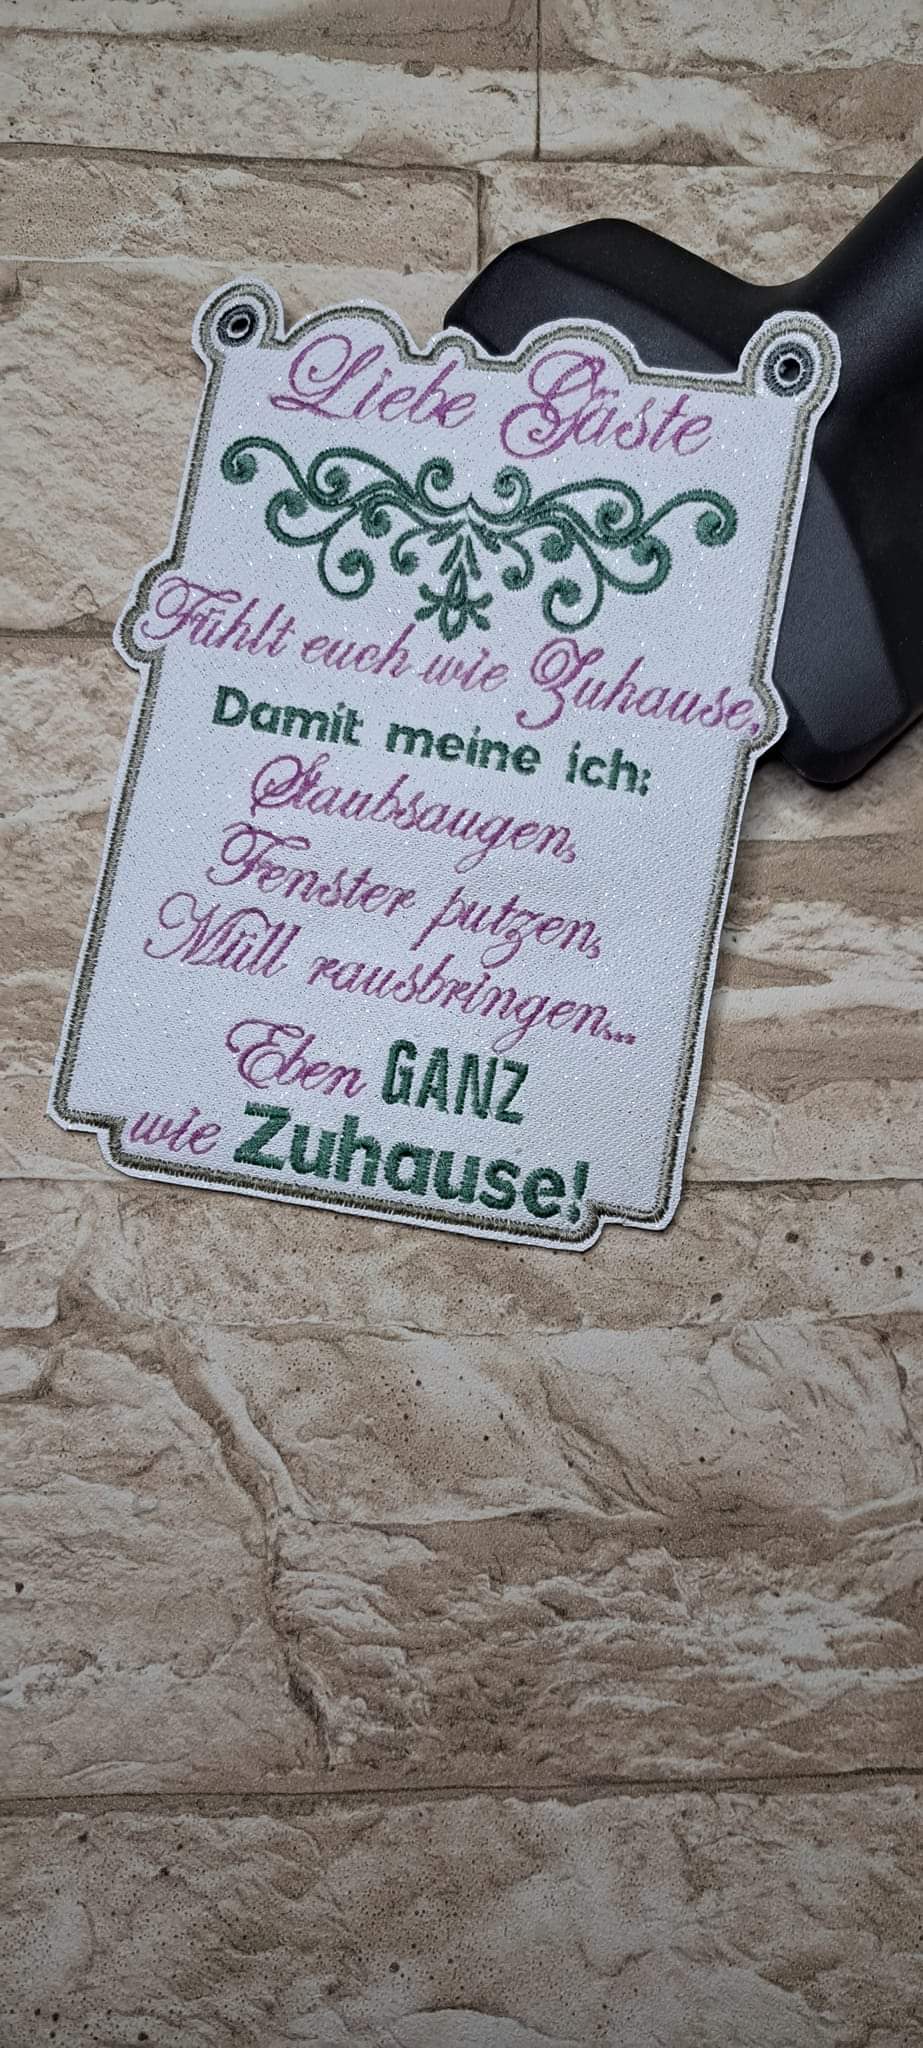 Liebe Gäste
Fühlt euch wie Zuhause,
Damit meine ich:
Staubsaugen,
Fenster putzen,
Müll rausbringen...
Eben GANZ
wie Zuhause!